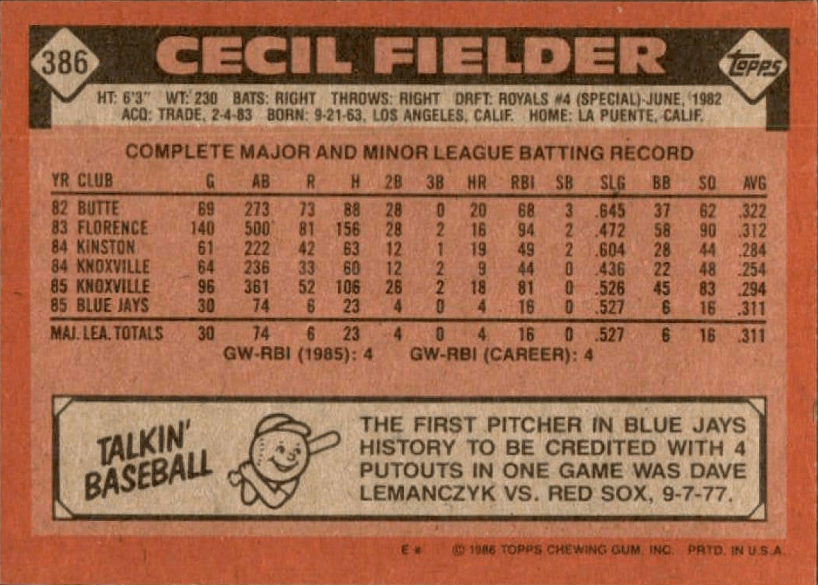 386
CECIL FIELDER
TOPPS
HT: 6'3" WT: 230 BATS: RIGHT THROWS: RIGHT DRFT: ROYALS #4 (SPECIAL)-JUNE, 1982
ACQ: TRADE, 2-4-83 BORN: 9-21-63, LOS ANGELES, CALIF. HOME: LA PUENTE, CALIF.
COMPLETE MAJOR AND MINOR LEAGUE BATTING RECORD
YR CLUB G AB R H 2B 3B HR RBI SB SLG BB SO AVG
82 BUTTE 69 273 73 88 28 0 20 68 3 .645 37 62 .322
83 FLORENCE 140 500 81 156 28 2 16 94 2 .472 58 90 .312
84 KINSTON 61 222 42 63 12 1 19 49 2 .604 28 44 .284
84 KNOXVILLE 64 236 33 60 12 2 9 44 0 .436 22 48 .254
85 KNOXVILLE 96 361 52 106 26 2 18 81 0 .526 45 83 .294
85 BLUE JAYS 30 74 6 23 4 0 4 16 0 .527 6 16 .311
MAJ. LEA. TOTALS 30 74 6 23 4 0 4 16 0 .527 6 16 .311
GW-RBI (1985): 4 GW-RBI (CAREER): 4
TALKIN'
BASEBALL
THE FIRST PITCHER IN BLUE JAYS
HISTORY TO BE CREDITED WITH 4
PUTOUTS IN ONE GAME WAS DAVE
LEMANCZYK VS. RED SOX, 9-7-77.
E * © 1986 TOPPS CHEWING GUM, INC. PRTD. IN U.S.A.